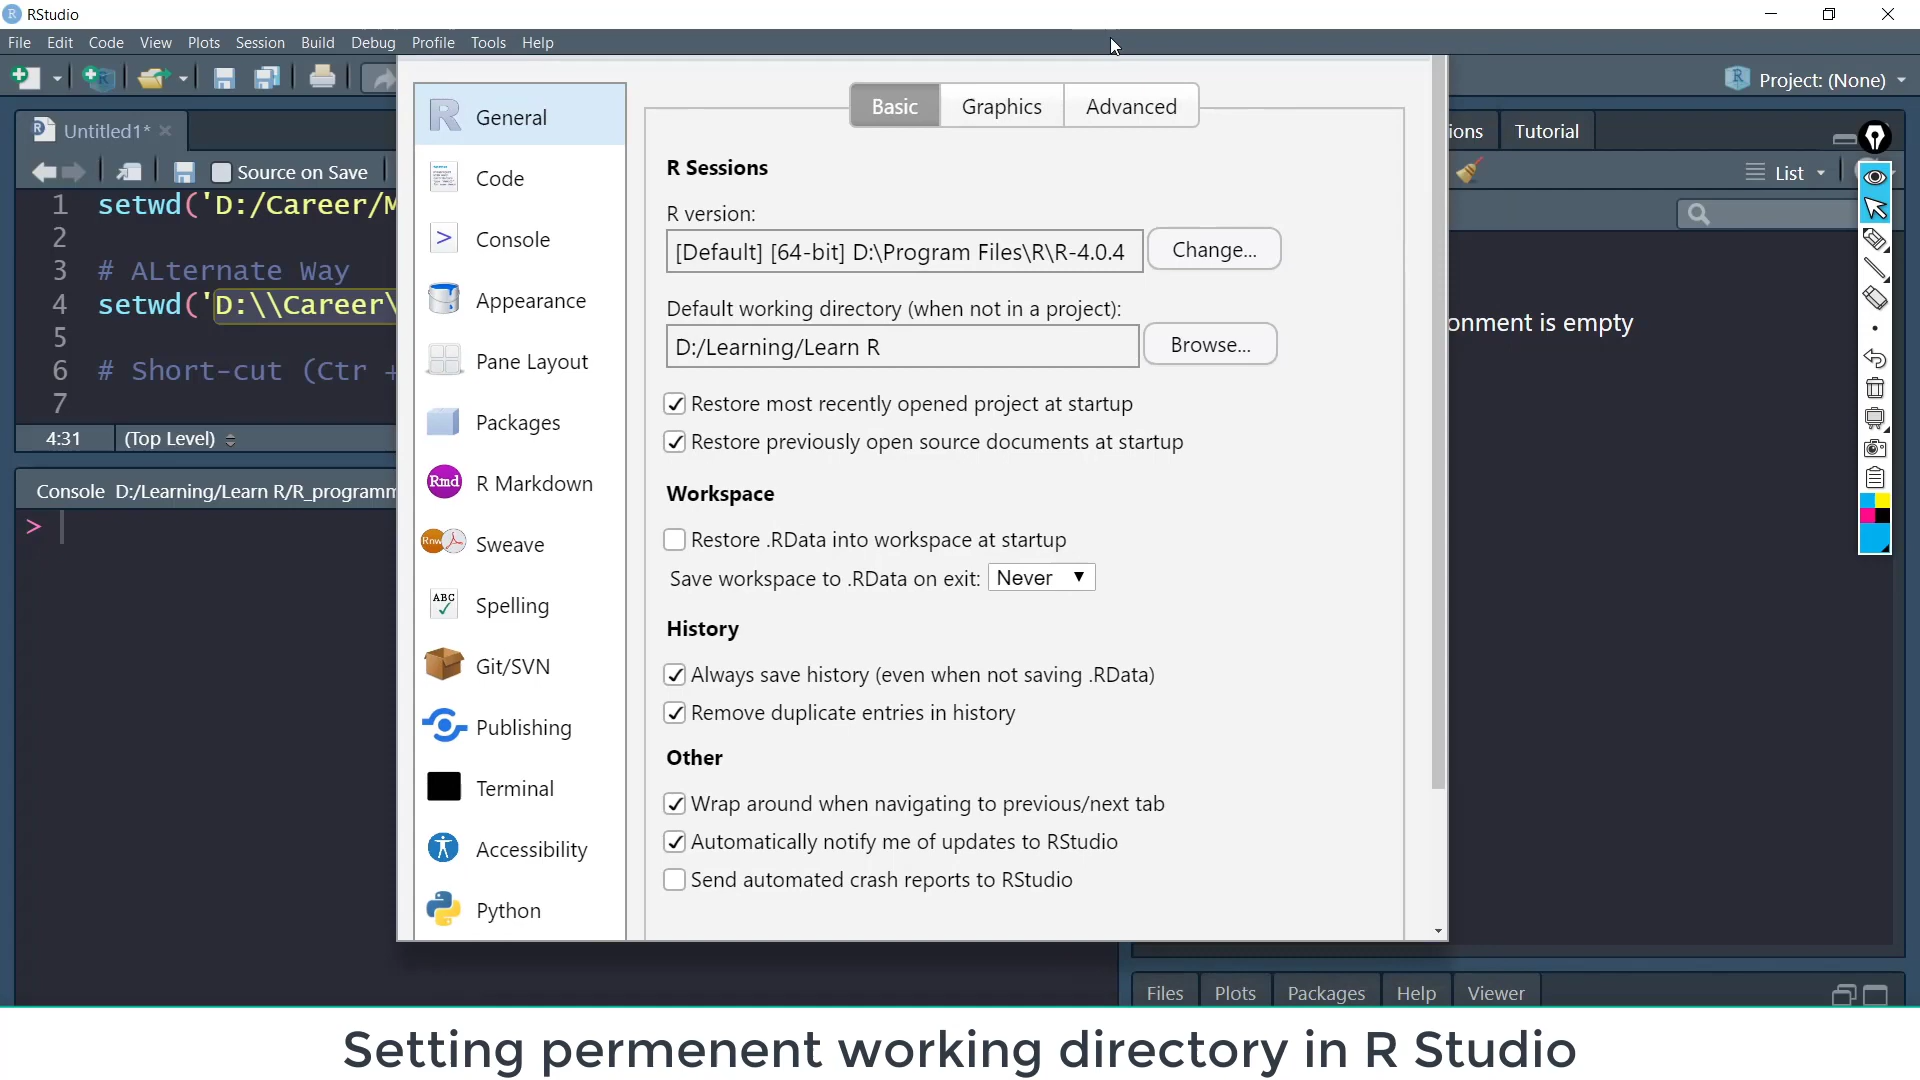 RStudio
File Edit Code View Plots Session Build Debug Profile Tools Help
Project: (None)
Untitled1*
Source on Save
1 setwd('D:/Career/M
2
3 # ALternate Way
4 setwd('D:\\Career\
5
6 # Short-cut (Ctr +
7
4:31 (Top Level)
Console D:/Learning/Learn R/R_programm
>
General
Code
Console
Appearance
Pane Layout
Packages
Rmd R Markdown
Rnw Sweave
ABC Spelling
Git/SVN
Publishing
Terminal
Accessibility
Python
Basic Graphics Advanced
R Sessions
R version:
[Default] [64-bit] D:\Program Files\R\R-4.0.4 Change...
Default working directory (when not in a project):
D:/Learning/Learn R Browse...
Restore most recently opened project at startup
Restore previously open source documents at startup
Workspace
Restore .RData into workspace at startup
Save workspace to .RData on exit: Never
History
Always save history (even when not saving .RData)
Remove duplicate entries in history
Other
Wrap around when navigating to previous/next tab
Automatically notify me of updates to RStudio
Send automated crash reports to RStudio
ions Tutorial
List
onment is empty
Files Plots Packages Help Viewer
Setting permenent working directory in R Studio